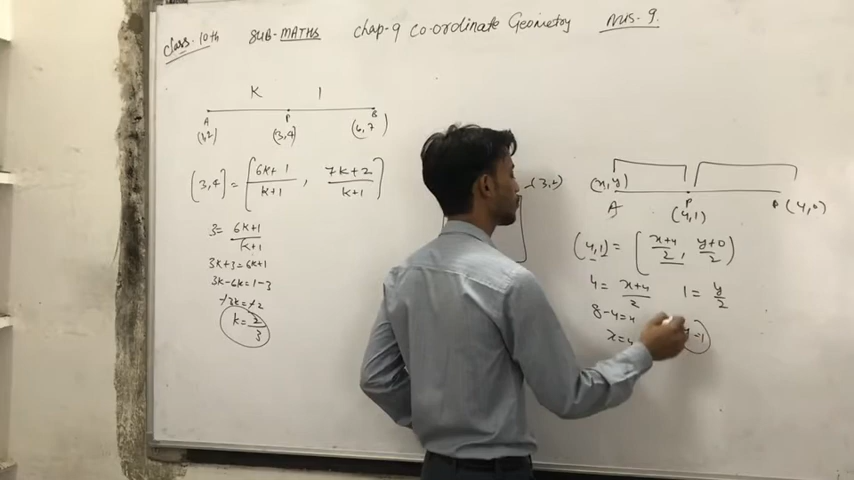 Class. 10th SUB-MATHS Chap-9 Co-ordinate Geometry MIS. 9.
K 1
A P B
(1,2) (3,4) (6,7)
(3,4) = [6k+1/k+1 , 7k+2/k+1]
3 = 6k+1/k+1
3k+3=6k+1
3k-6k=1-3
-3k=-2
k=2/3
(3,2)
(x,y) (4,0)
A P
(4,1)
(4,1) = (x+4/2, y+0/2)
4 = x+4/2 1 = y/2
8-4=x
x=4